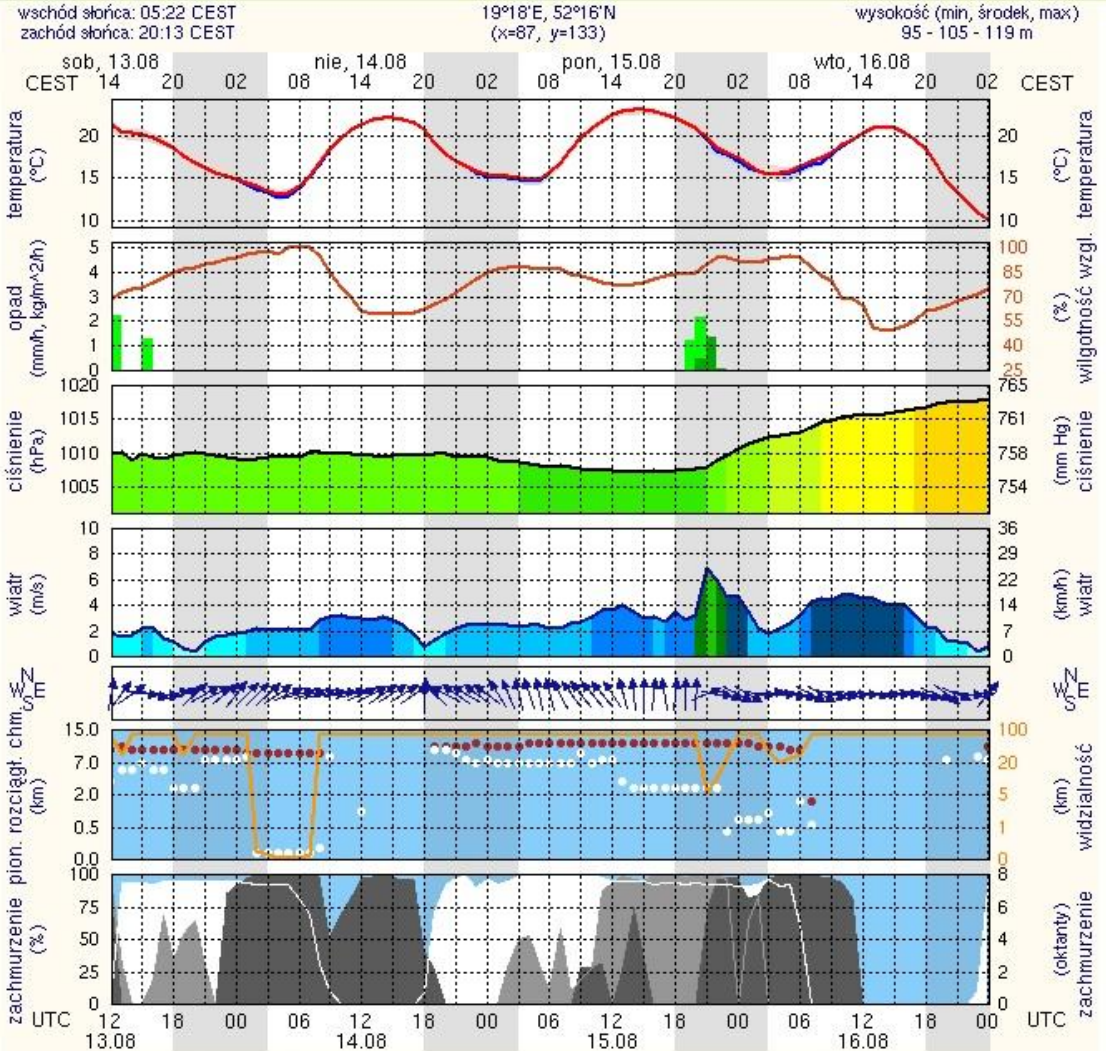 wschód słońca: 05:22 CEST 19°18'E, 52°16'N wysokość (min, środek, max)
zachód słońca: 20:13 CEST (x=87, y=133) 95 - 105 - 119 m
sob, 13.08 nie, 14.08 pon, 15.08 wto, 16.08
CEST 14 20 02 08 14 20 02 08 14 20 02 08 14 20 02 CEST
temperatura
(°C)
20
15
10
20
15
10
(°C)
temperatura
opad
(mm/h, kg/m^2/h)
5
4
3
2
1
0
100
85
70
55
40
25
(%)
wilgotność wzgl.
ciśnienie
(hPa)
1020
1015
1010
1005
765
761
758
754
(mm Hg)
ciśnienie
wiatr
(m/s)
10
8
6
4
2
0
36
29
22
14
7
0
(km/h)
wiatr
N
W E
S
N
W E
S
pion. rozciągł. chm
(km)
15.0
7.0
2.0
0.5
0.0
100
20
5
1
0
(km)
widzialność
zachmurzenie
(%)
100
75
50
25
0
8
6
4
2
0
(oktanty)
zachmurzenie
UTC 12 18 00 06 12 18 00 06 12 18 00 06 12 18 00 UTC
13.08 14.08 15.08 16.08